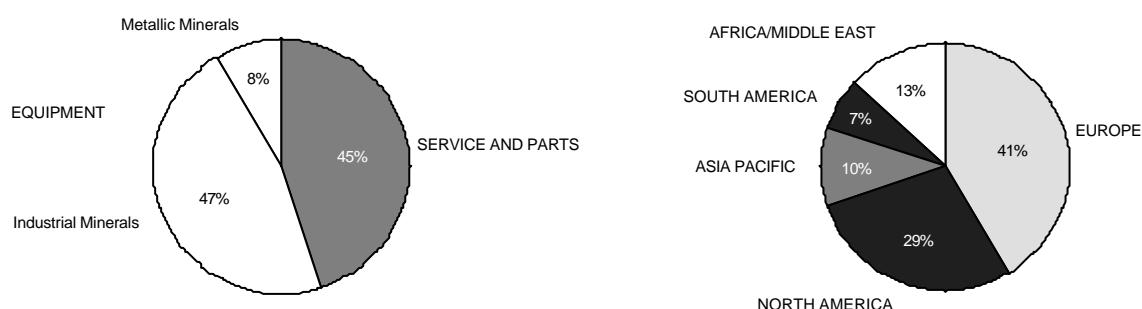 Metallic Minerals
8%
EQUIPMENT
SERVICE AND PARTS
45%
47%
Industrial Minerals
AFRICA/MIDDLE EAST
13%
SOUTH AMERICA
7%
EUROPE
41%
ASIA PACIFIC
10%
29%
NORTH AMERICA